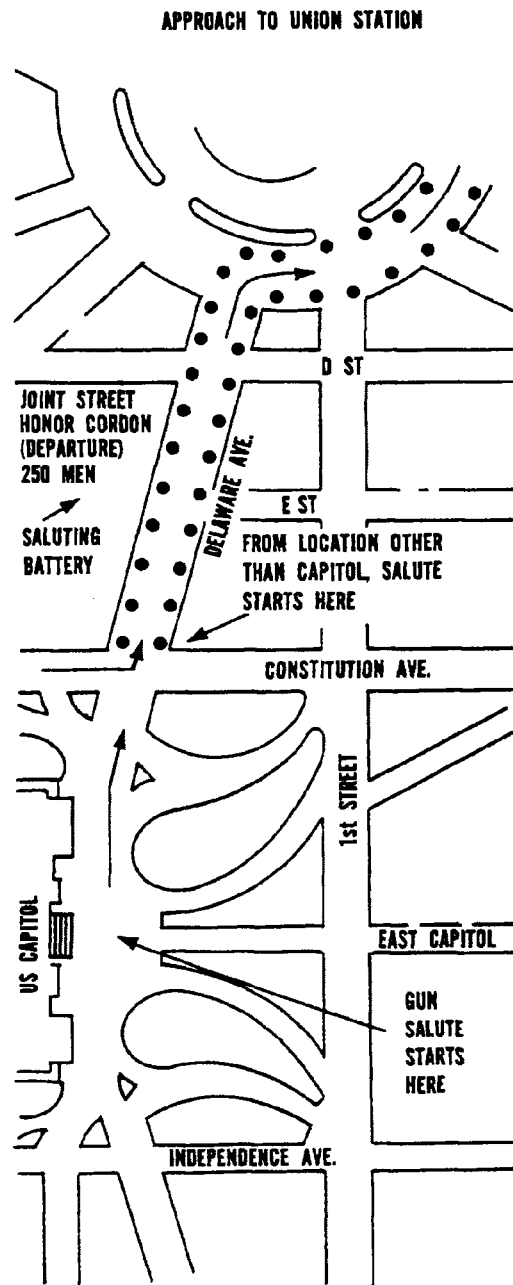 APPROACH TO UNION STATION
D ST
JOINT STREET
HONOR CORDON
(DEPARTURE)
250 MEN
SALUTING
BATTERY
DELAWARE AVE.
E ST
FROM LOCATION OTHER
THAN CAPITOL, SALUTE
STARTS HERE
CONSTITUTION AVE.
1st STREET
US CAPITOL
EAST CAPITOL
GUN
SALUTE
STARTS
HERE
INDEPENDENCE AVE.